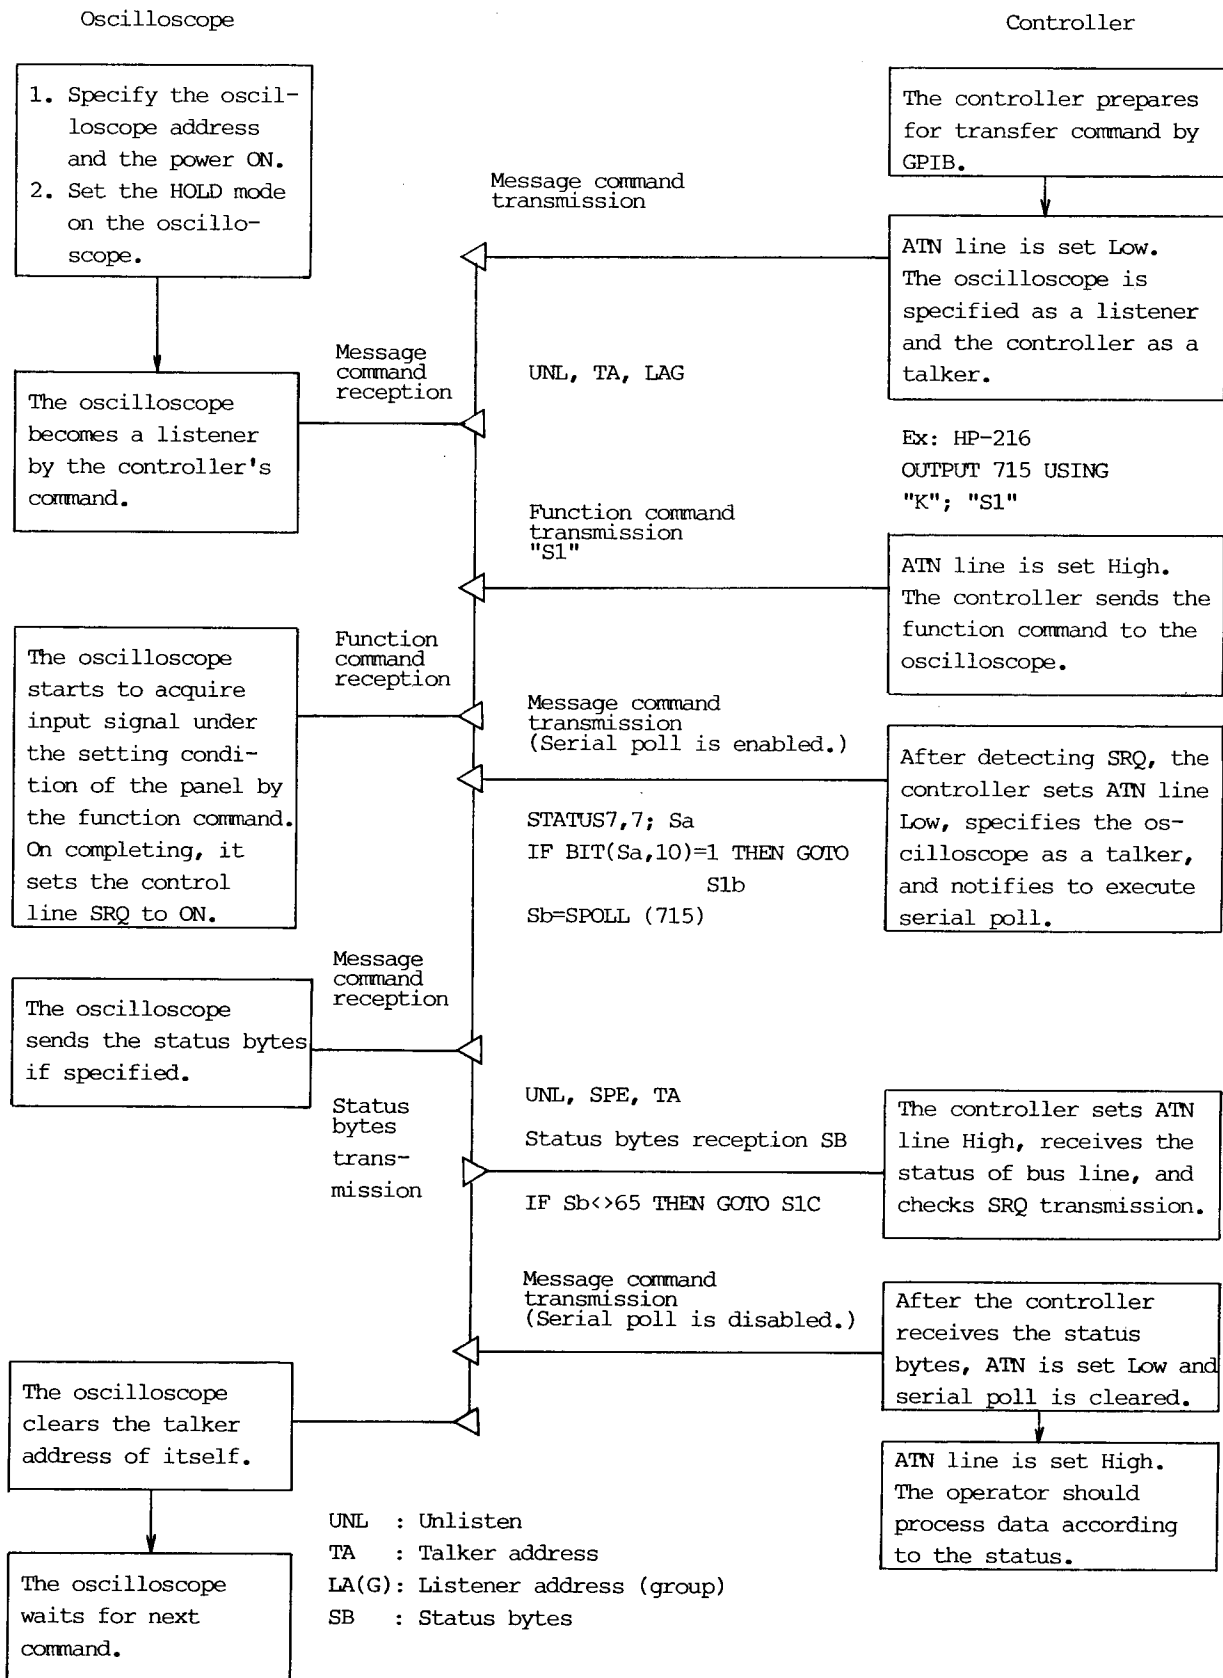 Oscilloscope
Controller
1. Specify the oscil-
loscope address
and the power ON.
2. Set the HOLD mode
on the oscillo-
scope.
The controller prepares
for transfer command by
GPIB.
Message command
transmission
ATN line is set Low.
The oscilloscope is
specified as a listener
and the controller as a
talker.
Message
command
reception
UNL, TA, LAG
The oscilloscope
becomes a listener
by the controller's
command.
Ex: HP-216
OUTPUT 715 USING
"K"; "S1"
Function command
transmission
"S1"
ATN line is set High.
The controller sends the
function command to the
oscilloscope.
Function
command
reception
The oscilloscope
starts to acquire
input signal under
the setting condi-
tion of the panel by
the function command.
On completing, it
sets the control
line SRQ to ON.
Message command
transmission
(Serial poll is enabled.)
After detecting SRQ, the
controller sets ATN line
Low, specifies the os-
cilloscope as a talker,
and notifies to execute
serial poll.
STATUS7,7; Sa
IF BIT(Sa,10)=1 THEN GOTO
S1b
Sb=SPOLL (715)
Message
command
reception
The oscilloscope
sends the status bytes
if specified.
Status
bytes
trans-
mission
UNL, SPE, TA
Status bytes reception SB
IF Sb<>65 THEN GOTO S1C
The controller sets ATN
line High, receives the
status of bus line, and
checks SRQ transmission.
Message command
transmission
(Serial poll is disabled.)
After the controller
receives the status
bytes, ATN is set Low and
serial poll is cleared.
The oscilloscope
clears the talker
address of itself.
ATN line is set High.
The operator should
process data according
to the status.
The oscilloscope
waits for next
command.
UNL : Unlisten
TA : Talker address
LA(G): Listener address (group)
SB : Status bytes